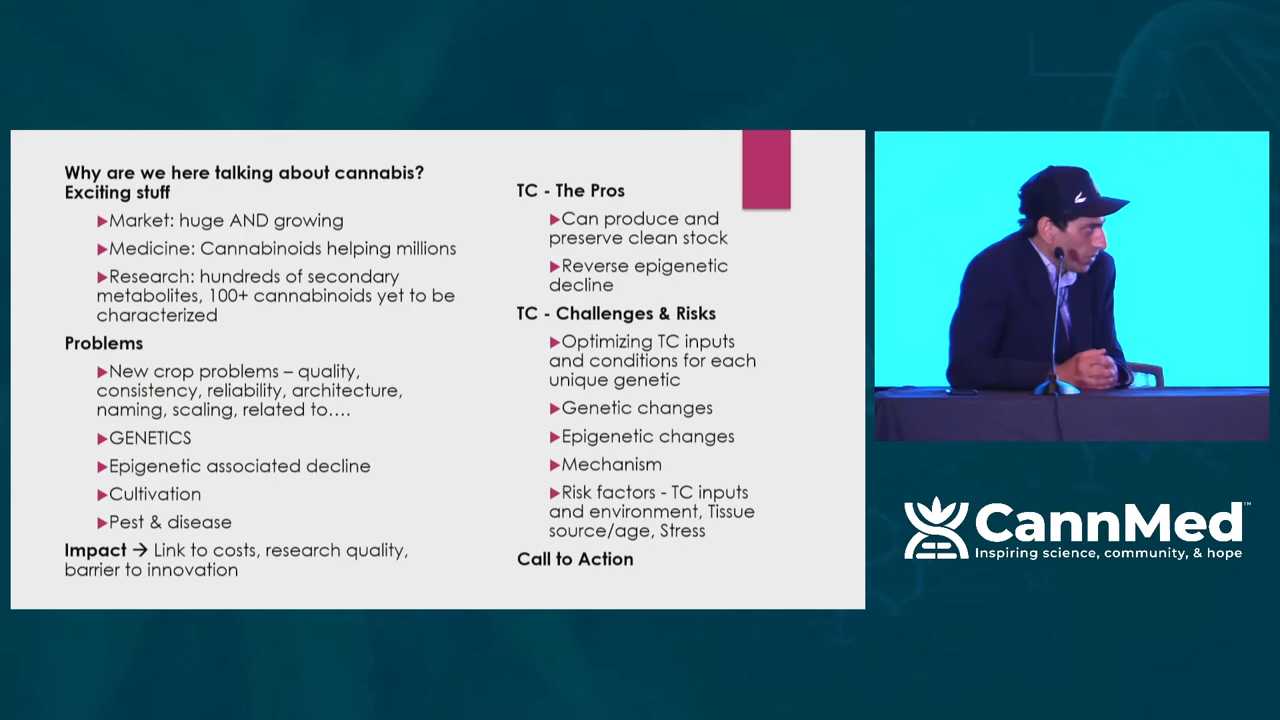 Why are we here talking about cannabis?
Exciting stuff
▶Market: huge AND growing
▶Medicine: Cannabinoids helping millions
▶Research: hundreds of secondary
metabolites, 100+ cannabinoids yet to be
characterized
Problems
▶New crop problems – quality,
consistency, reliability, architecture,
naming, scaling, related to….
▶GENETICS
▶Epigenetic associated decline
▶Cultivation
▶Pest & disease
Impact → Link to costs, research quality,
barrier to innovation
TC - The Pros
▶Can produce and
preserve clean stock
▶Reverse epigenetic
decline
TC - Challenges & Risks
▶Optimizing TC inputs
and conditions for each
unique genetic
▶Genetic changes
▶Epigenetic changes
▶Mechanism
▶Risk factors - TC inputs
and environment, Tissue
source/age, Stress
Call to Action
CannMed™
Inspiring science, community, & hope